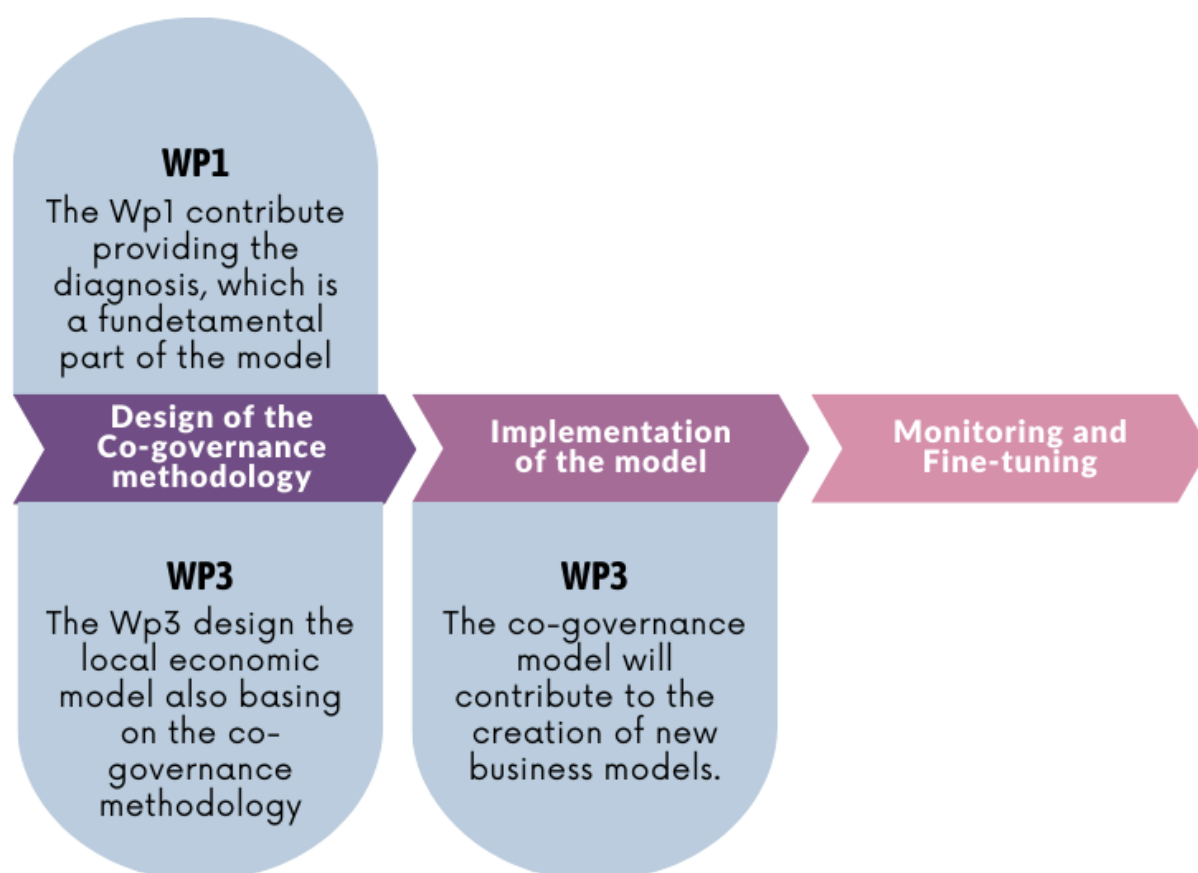 WP1
The Wp1 contribute
providing the
diagnosis, which is
a fundetamental
part of the model
Design of the
Co-governance
methodology
Implementation
of the model
Monitoring and
Fine-tuning
WP3
The Wp3 design the
local economic
model also basing
on the co-
governance
methodology
WP3
The co-governance
model will
contribute to the
creation of new
business models.